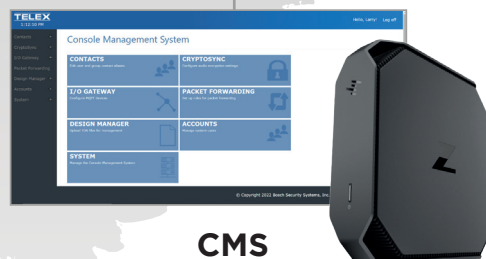 TELEX
1:12:10 PM
Hello, Larry! Log off
Contacts
CryptoSync
I/O Gateway
Packet Forwarding
Design Manager
Accounts
System
Console Management System
CONTACTS
Edit user and group contact aliases
CRYPTOSYNC
Configure audio encryption settings
I/O GATEWAY
Configure MQTT devices
PACKET FORWARDING
Set up rules for packet forwarding
DESIGN MANAGER
Upload CSD files for management
ACCOUNTS
Manage system users
SYSTEM
Manage the Console Management System
© Copyright 2022 Bosch Security Systems, Inc.
CMS